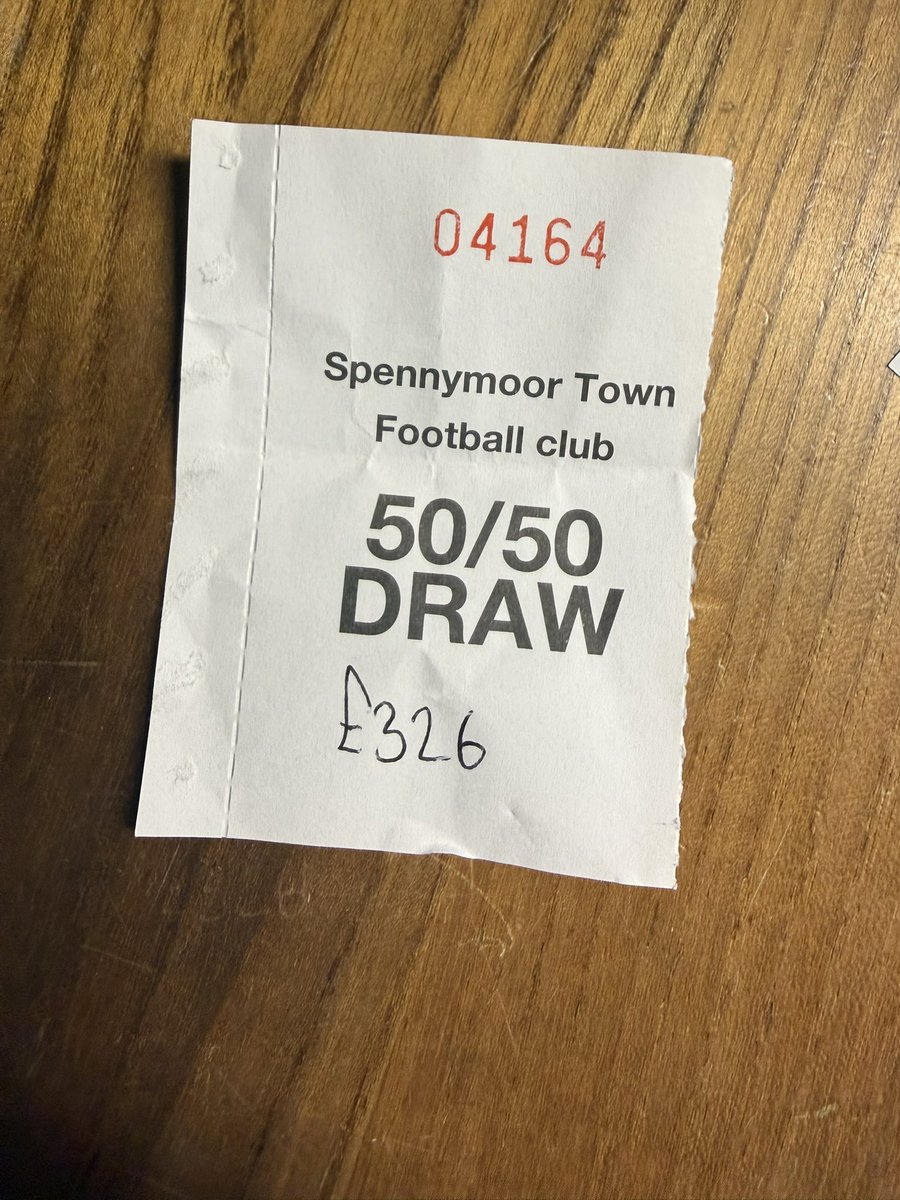 04164
Spennymoor Town
Football club
50/50
DRAW
£326